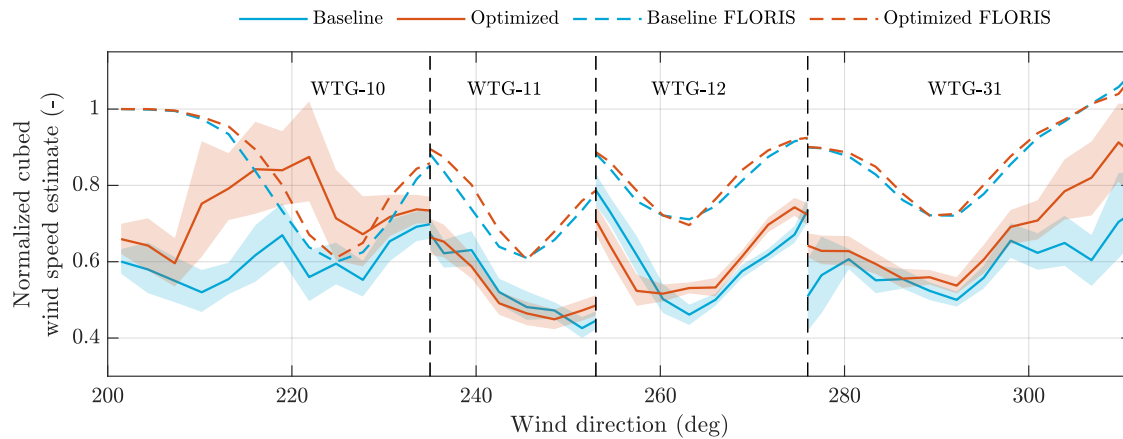 Baseline Optimized Baseline FLORIS Optimized FLORIS
Normalized cubed
wind speed estimate (-)
1
0.8
0.6
0.4
WTG-10 WTG-11 WTG-12 WTG-31
200 220 240 260 280 300
Wind direction (deg)